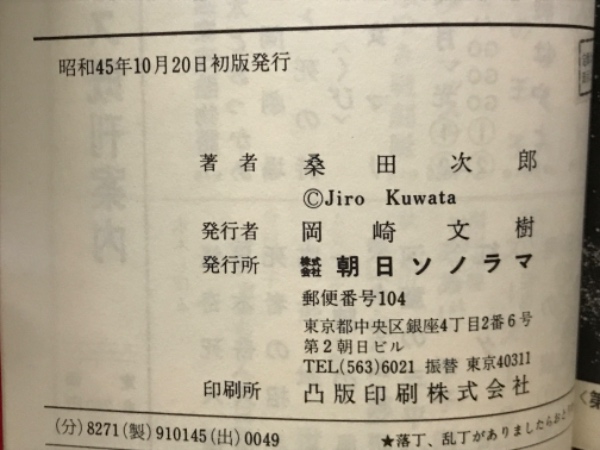 昭和45年10月20日初版発行
著者 桑田次郎
©Jiro Kuwata
発行者 岡崎文樹
発行所 株式会社 朝日ソノラマ
郵便番号104
東京都中央区銀座4丁目2番6号
第2朝日ビル
TEL(563)6021 振替 東京40311
印刷所 凸版印刷株式会社
(分)8271(製)910145(出)0049
★落丁、乱丁がありましたらお